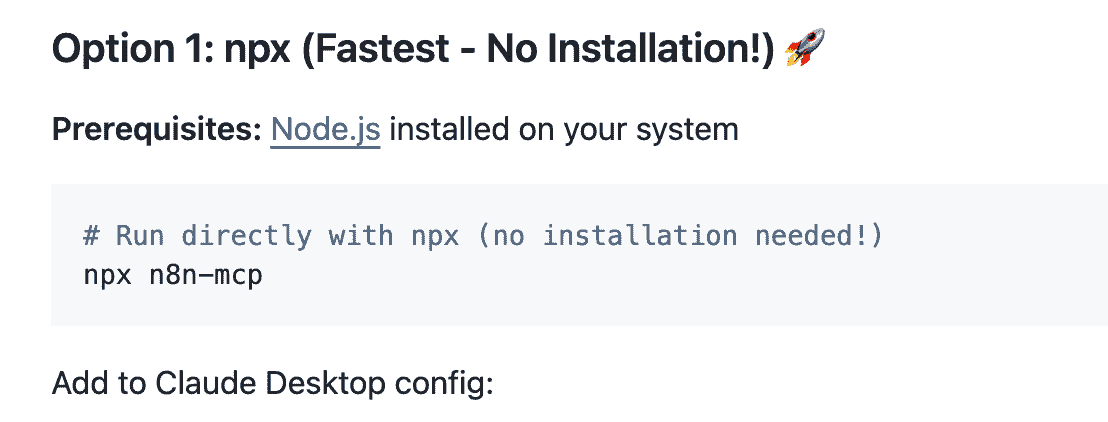 Option 1: npx (Fastest - No Installation!) 🚀
Prerequisites: Node.js installed on your system
# Run directly with npx (no installation needed!)
npx n8n-mcp
Add to Claude Desktop config: